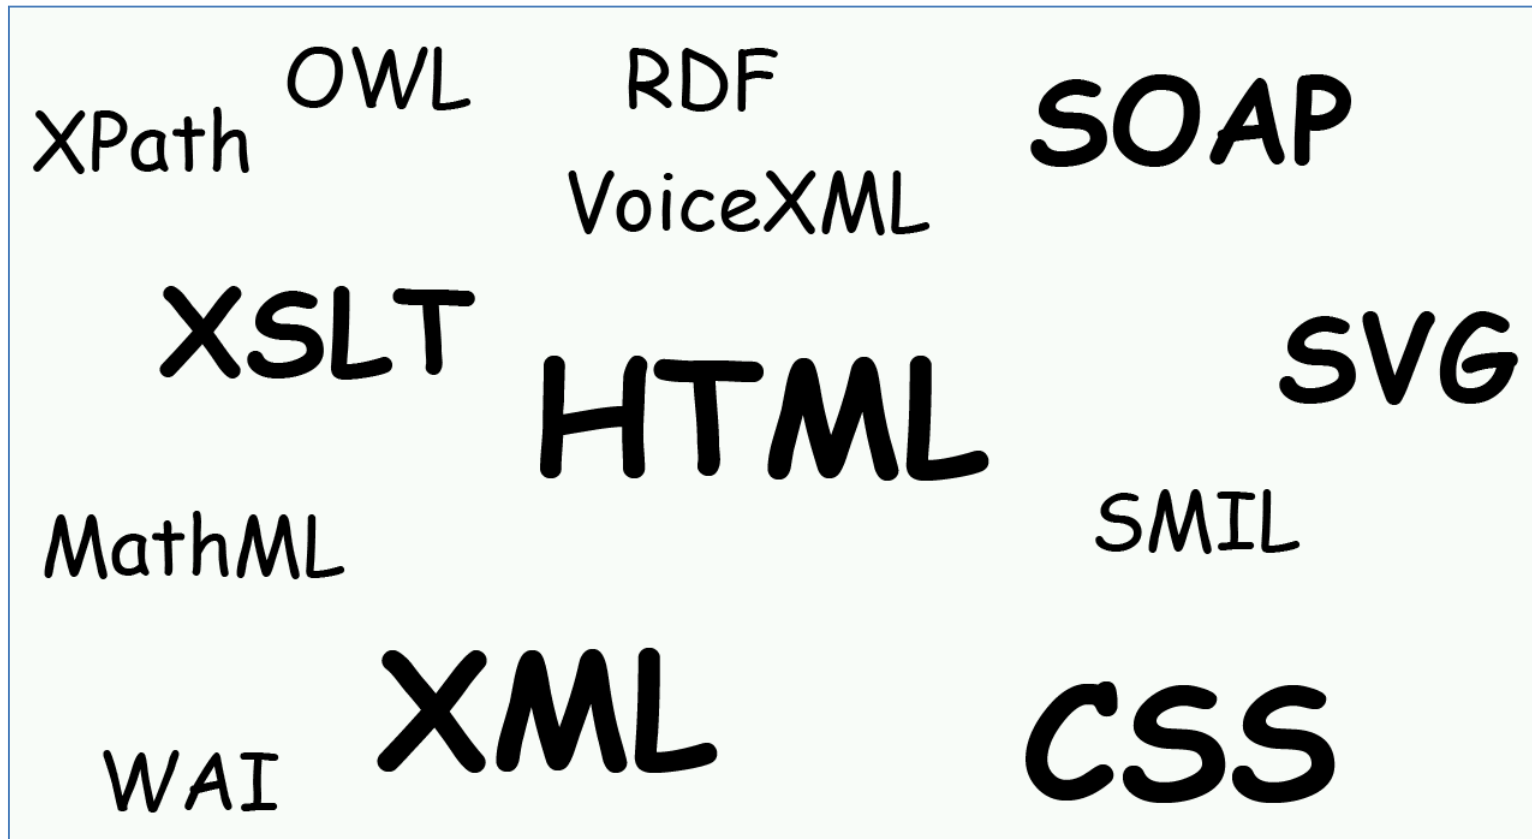 OWL
RDF
SOAP
XPath
VoiceXML
XSLT
HTML
SVG
MathML
SMIL
XML
CSS
WAI